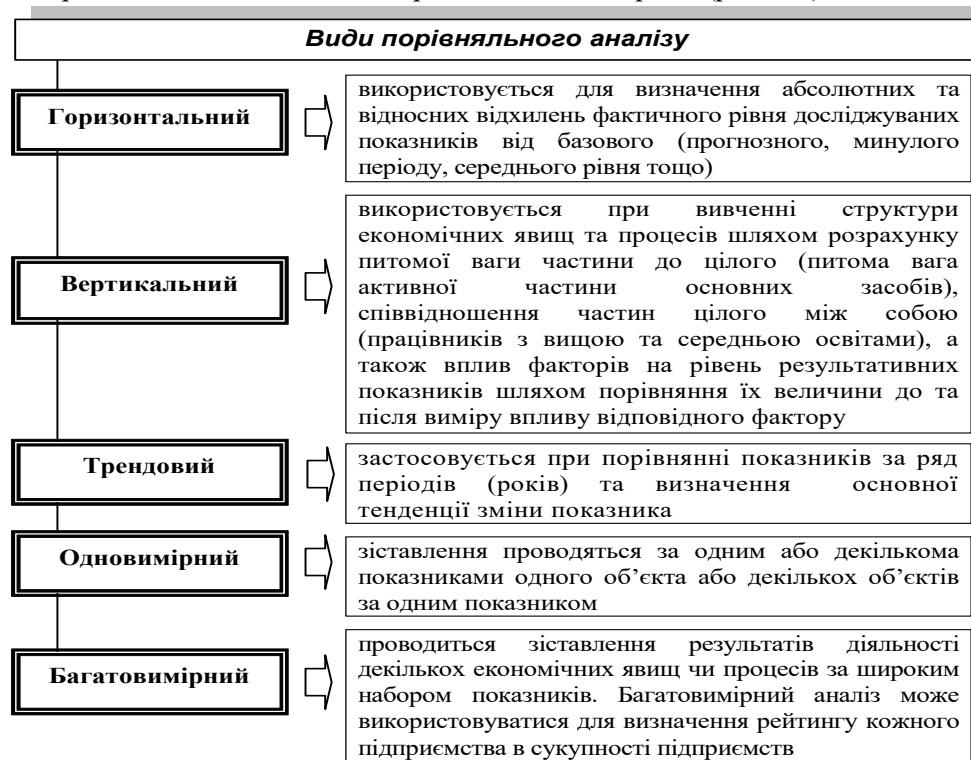 Види порівняльного аналізу
Горизонтальний
використовується для визначення абсолютних та
відносних відхилень фактичного рівня досліджуваних
показників від базового (прогнозного, минулого
періоду, середнього рівня тощо)
Вертикальний
використовується при вивченні структури
економічних явищ та процесів шляхом розрахунку
питомої ваги частини до цілого (питома вага
активної частини основних засобів),
співвідношення частин цілого між собою
(працівників з вищою та середньою освітами), а
також вплив факторів на рівень результативних
показників шляхом порівняння їх величини до та
після виміру впливу відповідного фактору
Трендовий
застосовується при порівнянні показників за ряд
періодів (років) та визначення основної
тенденції зміни показника
Одновимірний
зіставлення проводяться за одним або декількома
показниками одного об’єкта або декількох об’єктів
за одним показником
Багатовимірний
проводиться зіставлення результатів діяльності
декількох економічних явищ чи процесів за широким
набором показників. Багатовимірний аналіз може
використовуватися для визначення рейтингу кожного
підприємства в сукупності підприємств